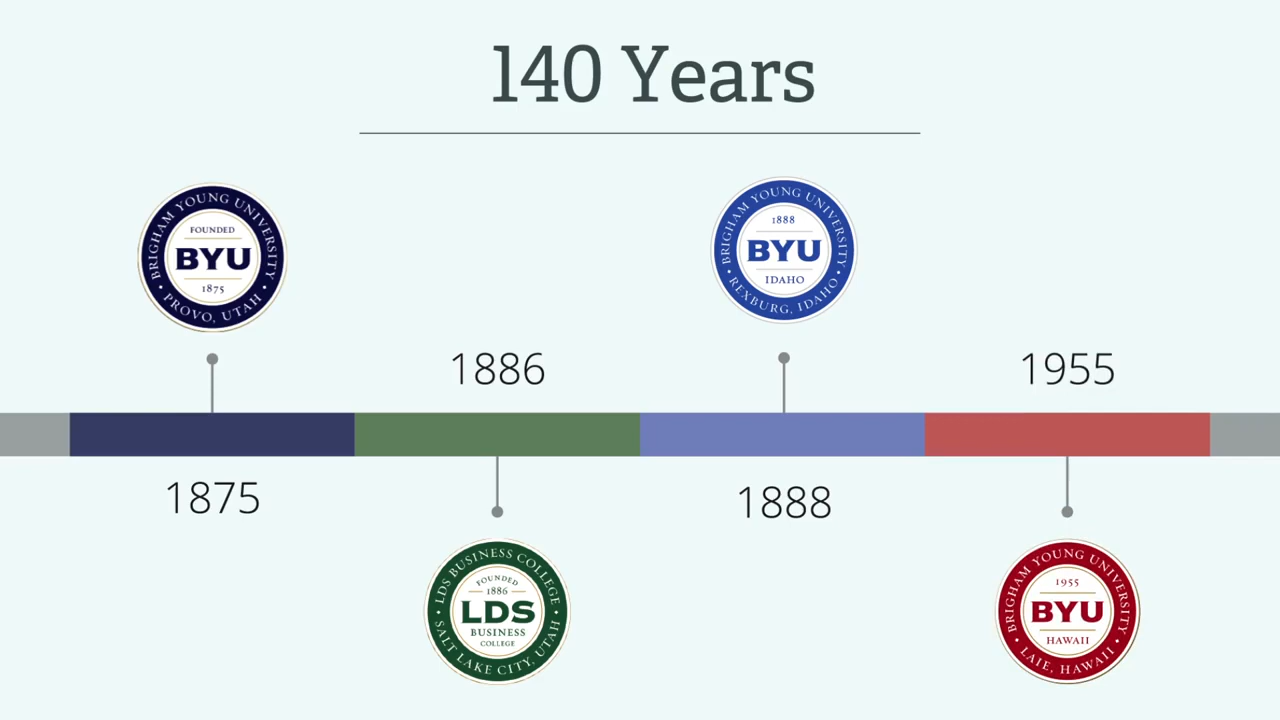 140 Years
BRIGHAM YOUNG UNIVERSITY
FOUNDED
BYU
1875
PROVO, UTAH
BRIGHAM YOUNG UNIVERSITY
1888
BYU
IDAHO
REXBURG, IDAHO
1886
1955
1875
1888
LDS BUSINESS COLLEGE
FOUNDED
1886
LDS
BUSINESS
COLLEGE
SALT LAKE CITY, UTAH
BRIGHAM YOUNG UNIVERSITY
1955
BYU
HAWAII
LAIE, HAWAII